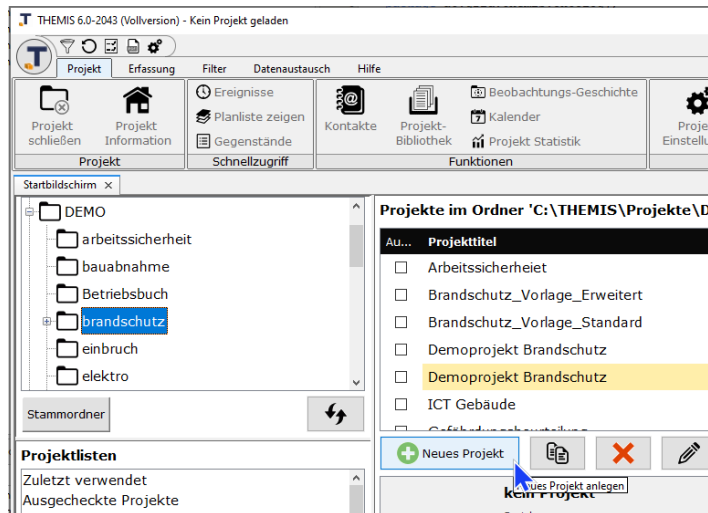 THEMIS 6.0-2043 (Vollversion) - Kein Projekt geladen
Projekt Erfassung Filter Datenaustausch Hilfe
Projekt schließen
Projekt Information
Ereignisse
Planliste zeigen
Gegenstände
Kontakte
Projekt-Bibliothek
Beobachtungs-Geschichte
Kalender
Projekt Statistik
Projekt Schnellzugriff Funktionen
Startbildschirm
DEMO
arbeitssicherheit
bauabnahme
Betriebsbuch
brandschutz
einbruch
elektro
Stammordner
Projektlisten
Zuletzt verwendet
Ausgecheckte Projekte
Projekte im Ordner 'C:\THEMIS\Projekte\D
Au... Projekttitel
Arbeitssicherheiet
Brandschutz_Vorlage_Erweitert
Brandschutz_Vorlage_Standard
Demoprojekt Brandschutz
Demoprojekt Brandschutz
ICT Gebäude
Neues Projekt
Neues Projekt anlegen
kein Projekt